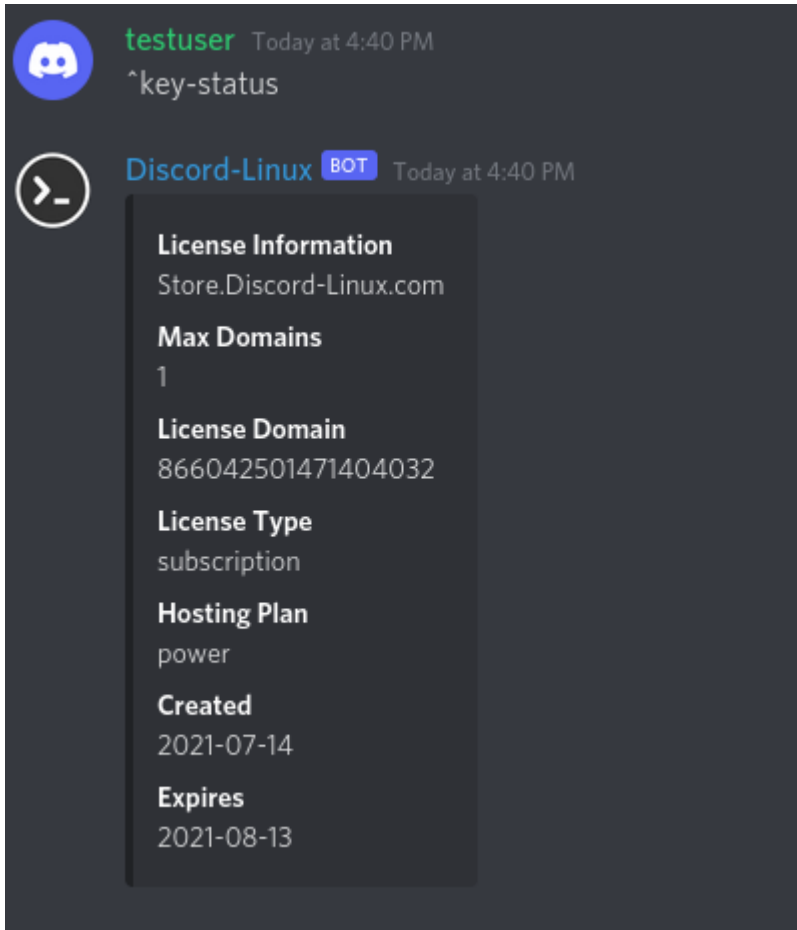 testuser Today at 4:40 PM
^key-status
Discord-Linux BOT Today at 4:40 PM
License Information
Store.Discord-Linux.com
Max Domains
1
License Domain
866042501471404032
License Type
subscription
Hosting Plan
power
Created
2021-07-14
Expires
2021-08-13